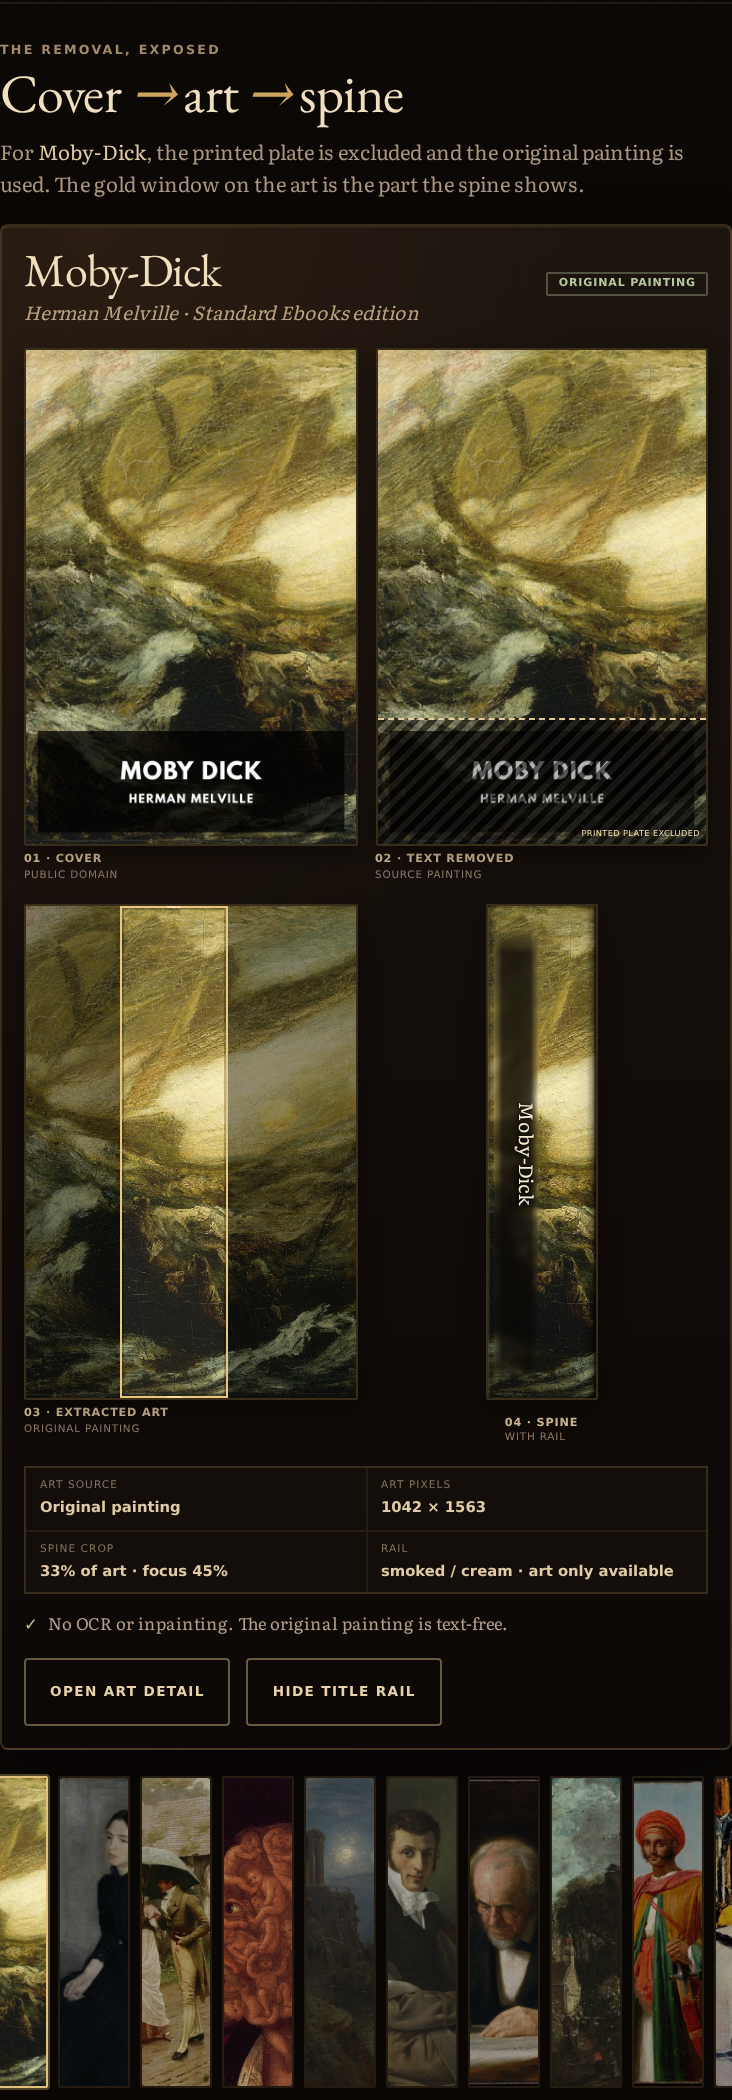 THE REMOVAL, EXPOSED
Cover → art → spine
For Moby-Dick, the printed plate is excluded and the original painting is
used. The gold window on the art is the part the spine shows.
Moby-Dick
ORIGINAL PAINTING
Herman Melville · Standard Ebooks edition
MOBY DICK
HERMAN MELVILLE
MOBY DICK
HERMAN MELVILLE
PRINTED PLATE EXCLUDED
01 · COVER
PUBLIC DOMAIN
02 · TEXT REMOVED
SOURCE PAINTING
Moby-Dick
03 · EXTRACTED ART
ORIGINAL PAINTING
04 · SPINE
WITH RAIL
ART SOURCE
Original painting
ART PIXELS
1042 × 1563
SPINE CROP
33% of art · focus 45%
RAIL
smoked / cream · art only available
✓ No OCR or inpainting. The original painting is text-free.
OPEN ART DETAIL
HIDE TITLE RAIL